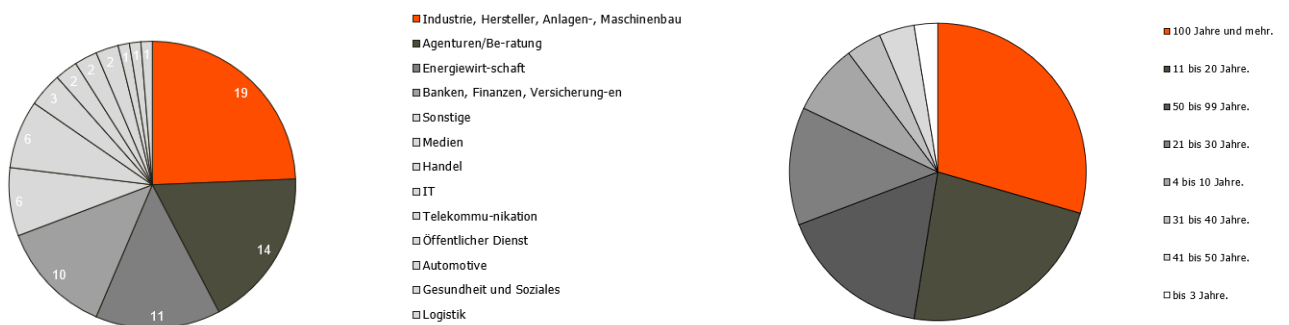 19
14
11
10
6
6
3
2
2
2
1
1
1
Industrie, Hersteller, Anlagen-, Maschinenbau
Agenturen/Be-ratung
Energiewirt-schaft
Banken, Finanzen, Versicherung-en
Sonstige
Medien
Handel
IT
Telekommu-nikation
Öffentlicher Dienst
Automotive
Gesundheit und Soziales
Logistik
100 Jahre und mehr.
11 bis 20 Jahre.
50 bis 99 Jahre.
21 bis 30 Jahre.
4 bis 10 Jahre.
31 bis 40 Jahre.
41 bis 50 Jahre.
bis 3 Jahre.